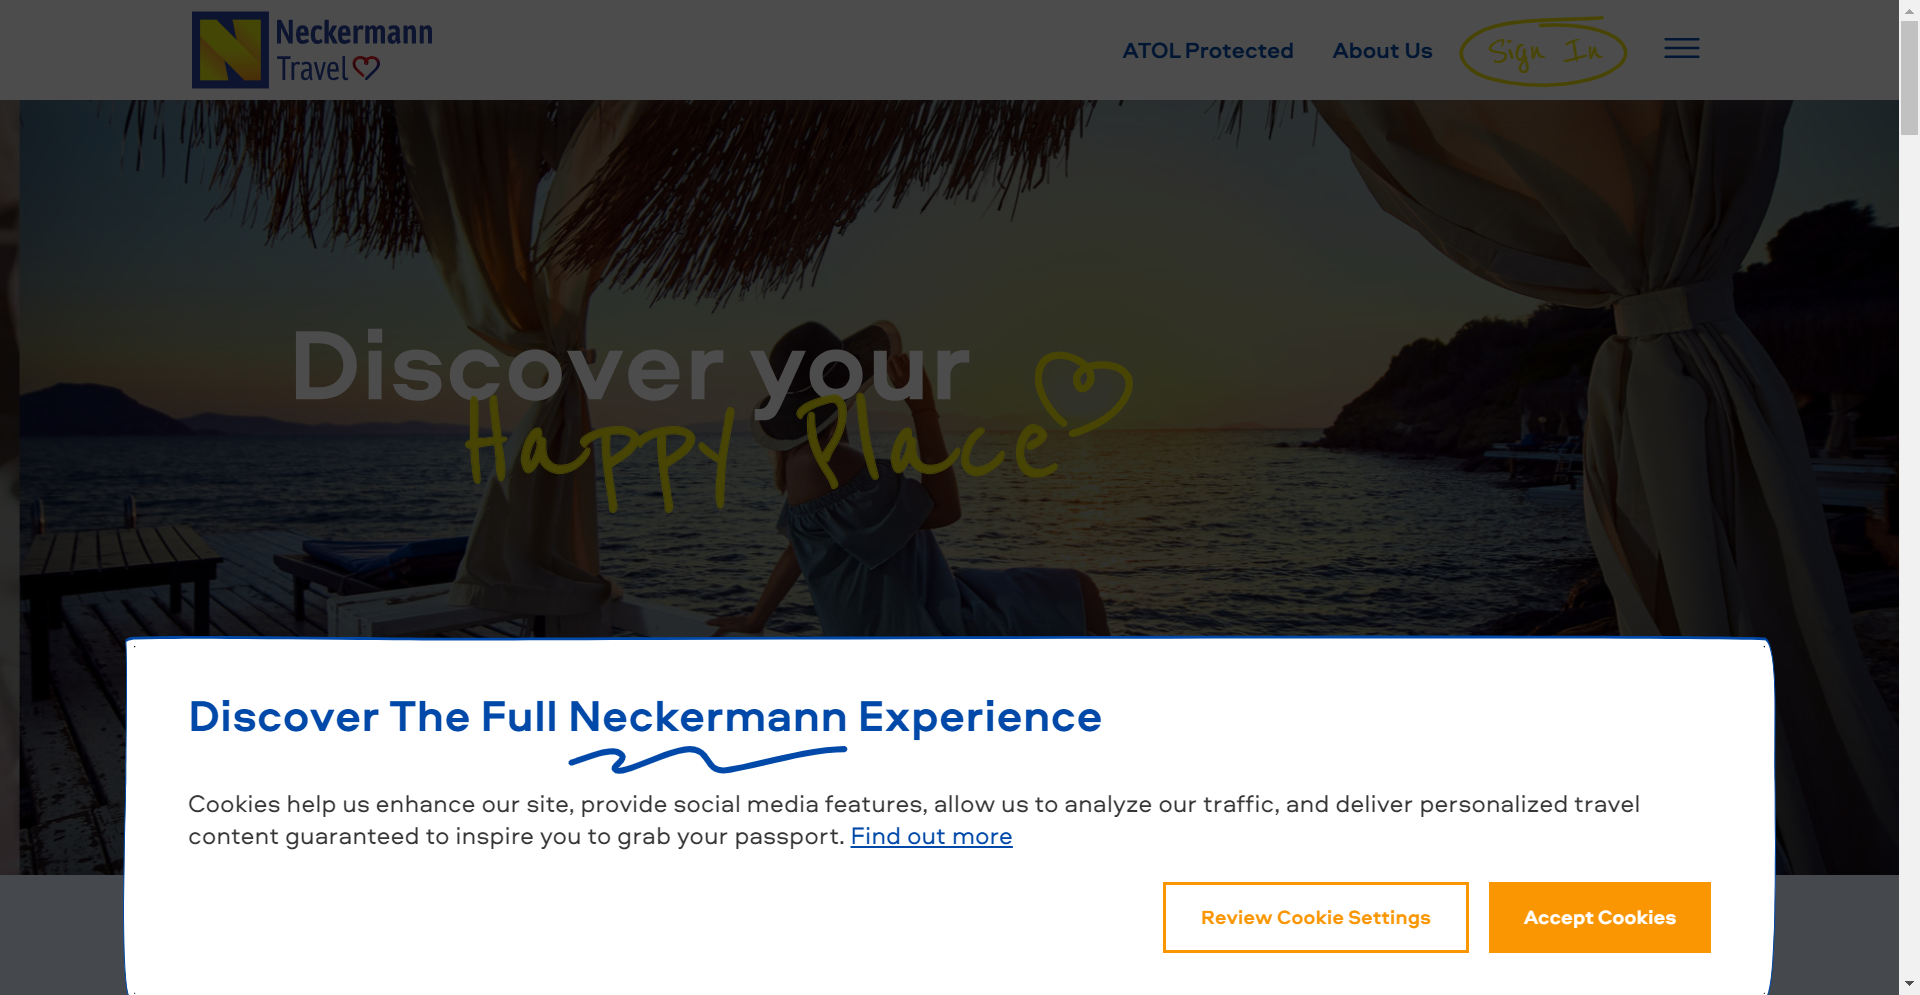 Neckermann
Travel
ATOL Protected
About Us
Sign In
Discover your
Happy Place
Discover The Full Neckermann Experience
Cookies help us enhance our site, provide social media features, allow us to analyze our traffic, and deliver personalized travel
content guaranteed to inspire you to grab your passport. Find out more
Review Cookie Settings
Accept Cookies